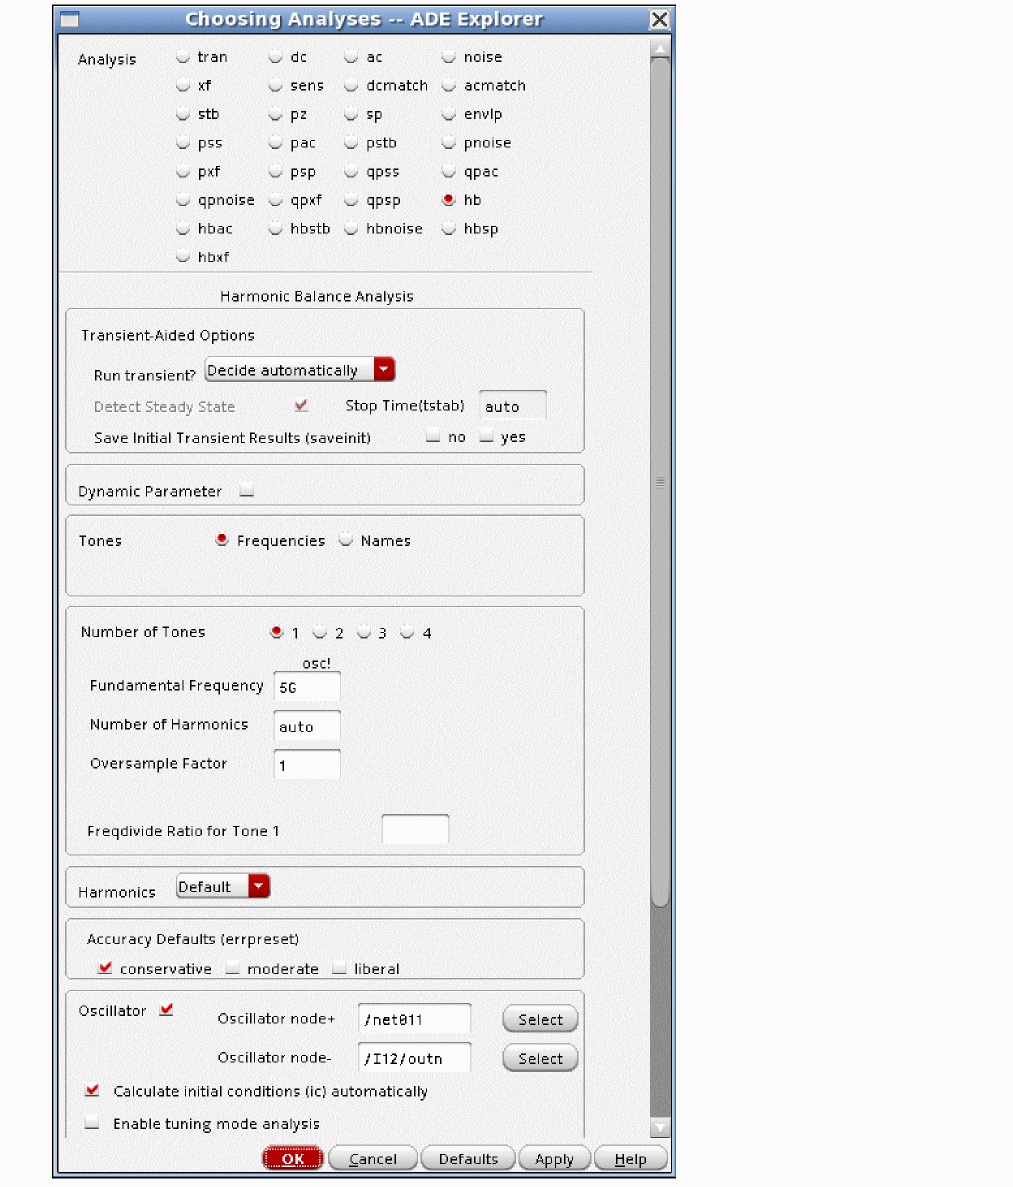 Choosing Analyses -- ADE Explorer
Analysis tran dc ac noise
xf sens dcmatch acmatch
stb pz sp envlp
pss pac pstb pnoise
pxf psp qpss qpac
qpnoise qpxf qpsp hb
hbac hbstb hbnoise hbsp
hbxf
Harmonic Balance Analysis
Transient-Aided Options
Run transient? Decide automatically
Detect Steady State Stop Time(tstab) auto
Save Initial Transient Results (saveinit) no yes
Dynamic Parameter
Tones Frequencies Names
Number of Tones 1 2 3 4
osc!
Fundamental Frequency 5G
Number of Harmonics auto
Oversample Factor 1
Freqdivide Ratio for Tone 1
Harmonics Default
Accuracy Defaults (errpreset)
conservative moderate liberal
Oscillator Oscillator node+ /net011 Select
Oscillator node- /I12/outn Select
Calculate initial conditions (ic) automatically
Enable tuning mode analysis
OK Cancel Defaults Apply Help